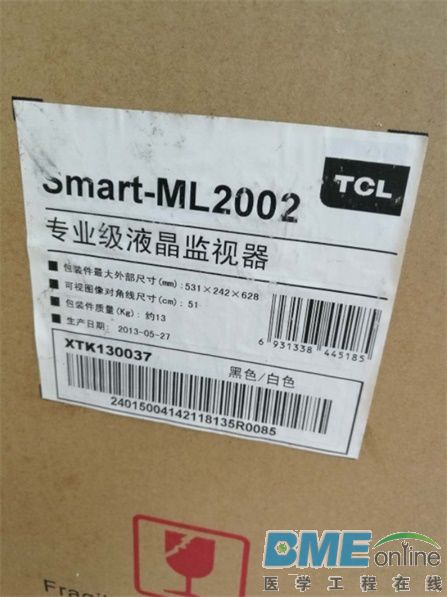 TCL
Smart-ML2002
专业级液晶监视器
■ 包装件最大外部尺寸(mm):531×242×628
■ 可视图像对角线尺寸(cm): 51
■ 包装件质量(Kg): 约13
■ 生产日期: 2013-05-27
6 931338 445185
XTK130037
黑色/白色
24015004142118135R0085
Fragil
BMEonline
医学工程在线